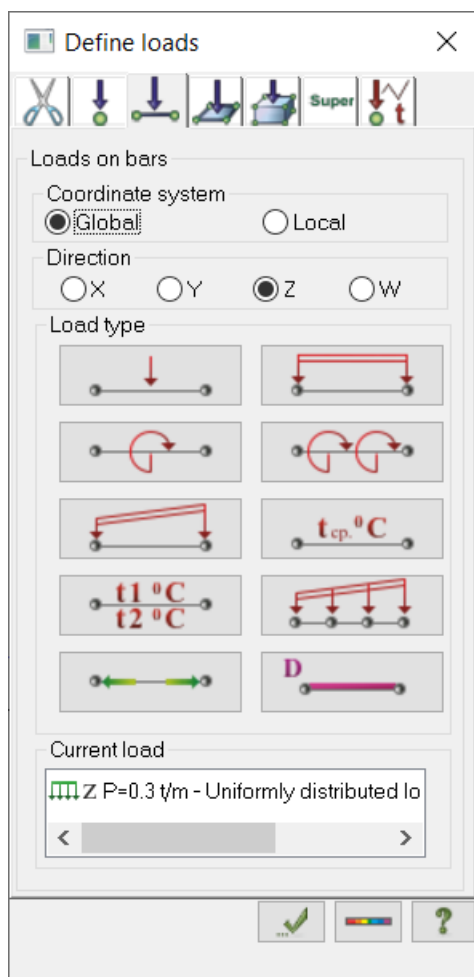 Define loads
Super
t
Loads on bars
Coordinate system
Global Local
Direction
X Y Z W
Load type
t cp. ⁰C
t1 ⁰C
t2 ⁰C
D
Current load
Z P=0.3 t/m - Uniformly distributed lo
...
?